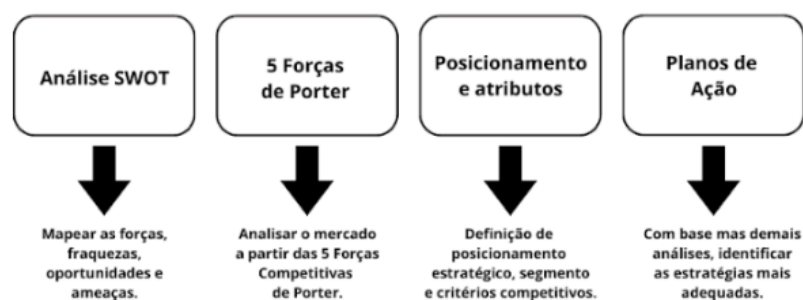 Análise SWOT
Mapear as forças,
fraquezas,
oportunidades e
ameaças.
5 Forças
de Porter
Analisar o mercado
a partir das 5 Forças
Competitivas
de Porter.
Posicionamento
e atributos
Definição de
posicionamento
estratégico, segmento
e critérios competitivos.
Planos de
Ação
Com base mas demais
análises, identificar
as estratégias mais
adequadas.